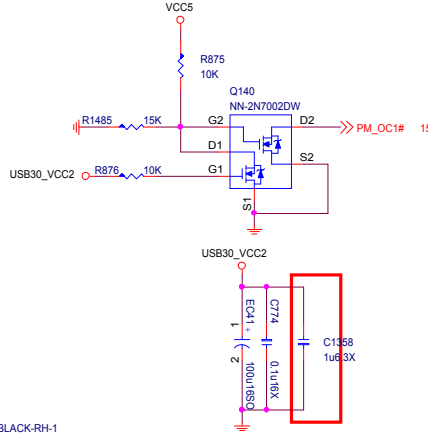 VCC5
R875
10K
Q140
NN-2N7002DW
R1485 15K G2 D2 PM_OC1# 15
D1
S2
USB30_VCC2 R876 10K G1
S1
USB30_VCC2
1 EC41 + C774
2 100u16SO 0.1u16X
C1358
1u6.3X
BLACK-RH-1